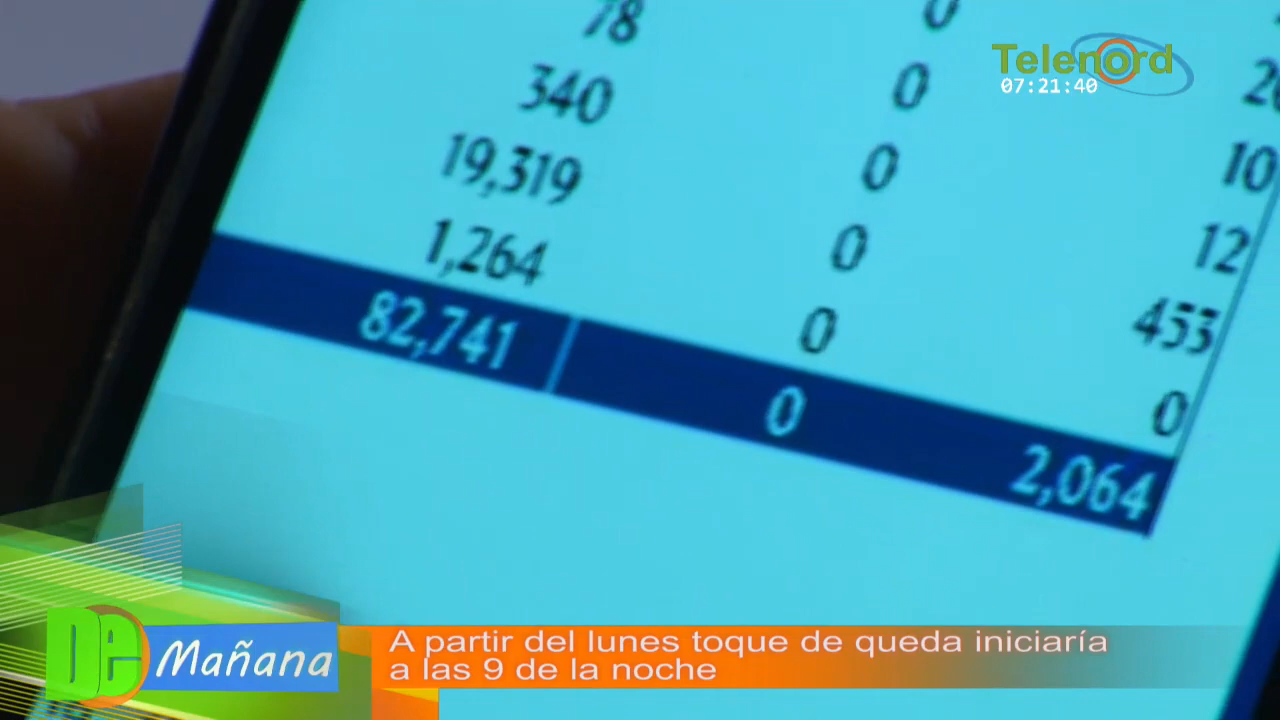 78 0
Telenord
07:21:40
340 0
19,319 0 10
1,264 0 12
82,741 0 453
0 0
2,064
De Mañana
A partir del lunes toque de queda iniciaría
a las 9 de la noche